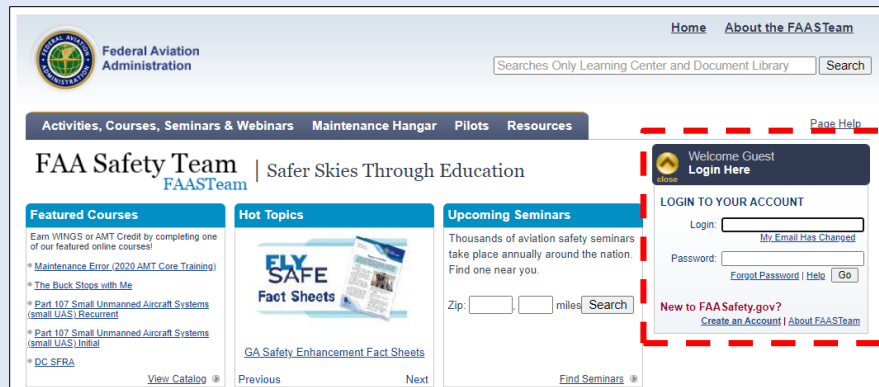 Home About the FAASTeam
Federal Aviation
Administration
Searches Only Learning Center and Document Library Search
Activities, Courses, Seminars & Webinars Maintenance Hangar Pilots Resources
Page Help
FAA Safety Team
FAASTeam
Safer Skies Through Education
Welcome Guest
Login Here
close
LOGIN TO YOUR ACCOUNT
Login:
My Email Has Changed
Password:
Forgot Password | Help Go
New to FAASafety.gov?
Create an Account | About FAASTeam
Featured Courses
Earn WINGS or AMT Credit by completing one
of our featured online courses!
Maintenance Error (2020 AMT Core Training)
The Buck Stops with Me
Part 107 Small Unmanned Aircraft Systems
(small UAS) Recurrent
Part 107 Small Unmanned Aircraft Systems
(small UAS) Initial
DC SFRA
View Catalog
Hot Topics
FLY
SAFE
Fact Sheets
GA Safety Enhancement Fact Sheets
Previous Next
Upcoming Seminars
Thousands of aviation safety seminars
take place annually around the nation.
Find one near you.
Zip: , miles Search
Find Seminars